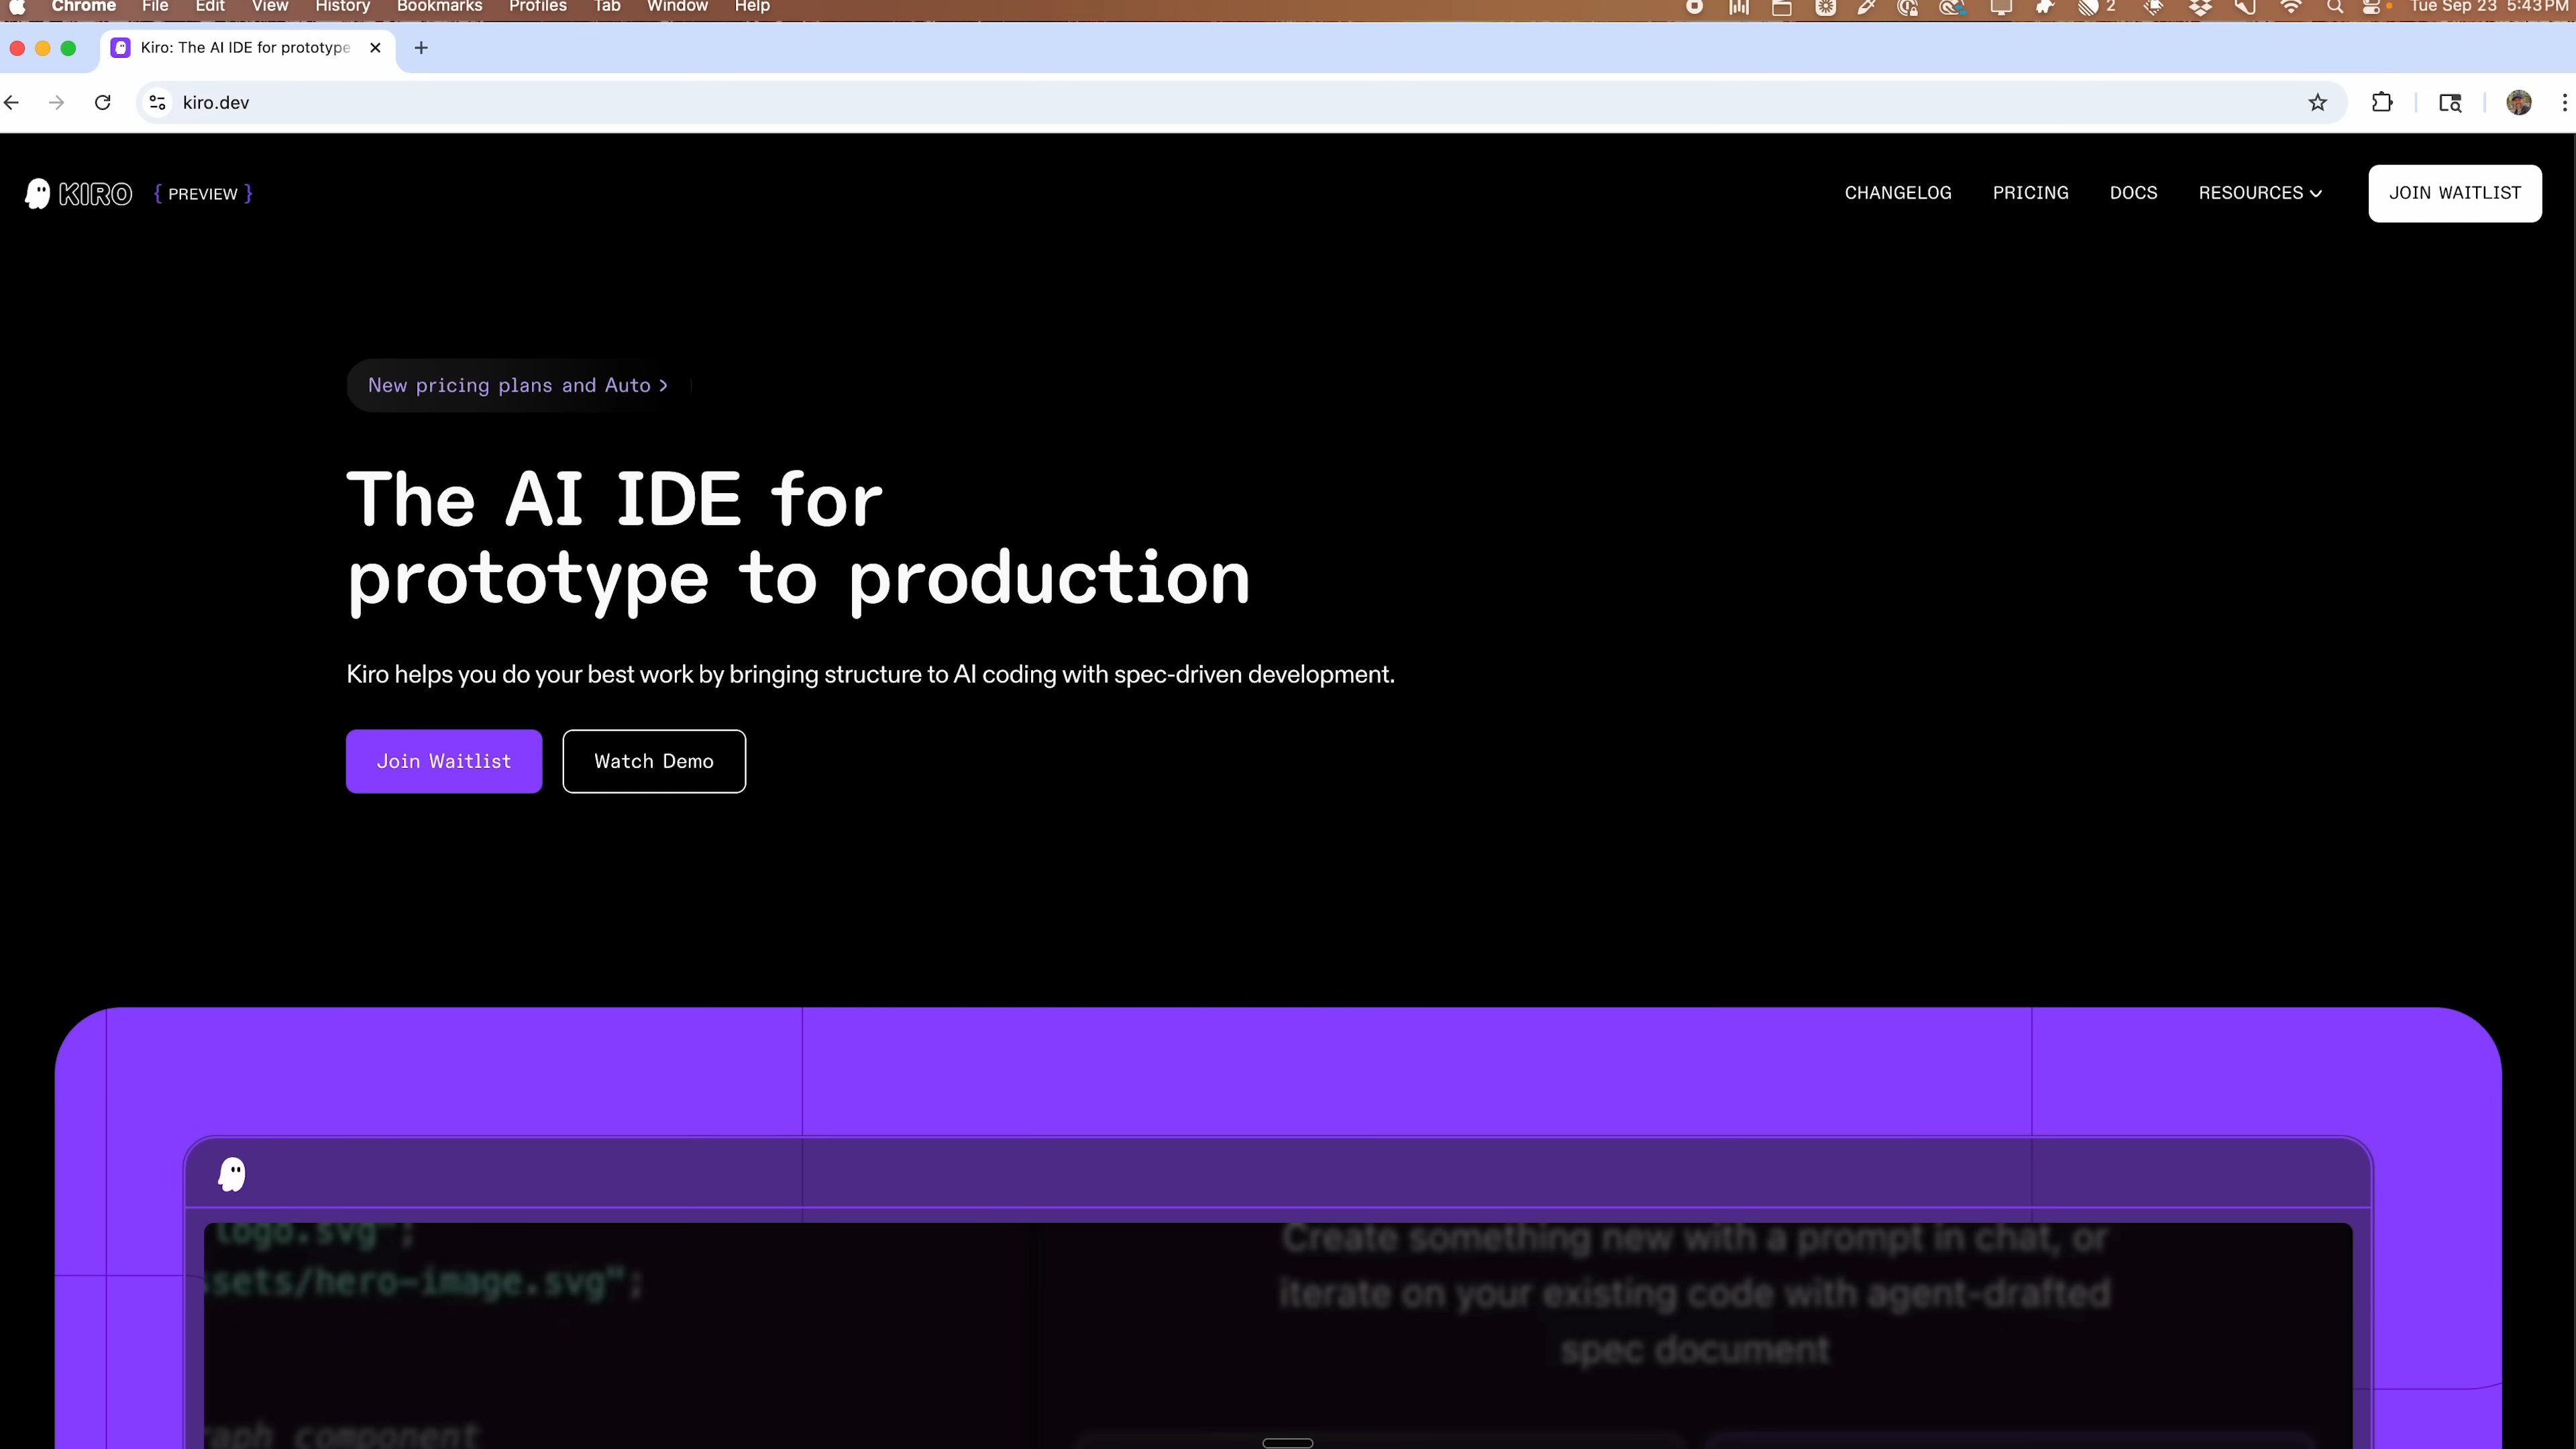 Chrome File Edit View History Bookmarks Profiles Tab Window Help 2 Tue Sep 23 5:43 PM
Kiro: The AI IDE for prototype
kiro.dev
KIRO { PREVIEW } CHANGELOG PRICING DOCS RESOURCES JOIN WAITLIST
New pricing plans and Auto >
The AI IDE for
prototype to production
Kiro helps you do your best work by bringing structure to AI coding with spec-driven development.
Join Waitlist Watch Demo
logo.svg";
Create something new with a prompt in chat, or
ssets/hero-image.svg";
iterate on your existing code with agent-drafted
spec document
raph component